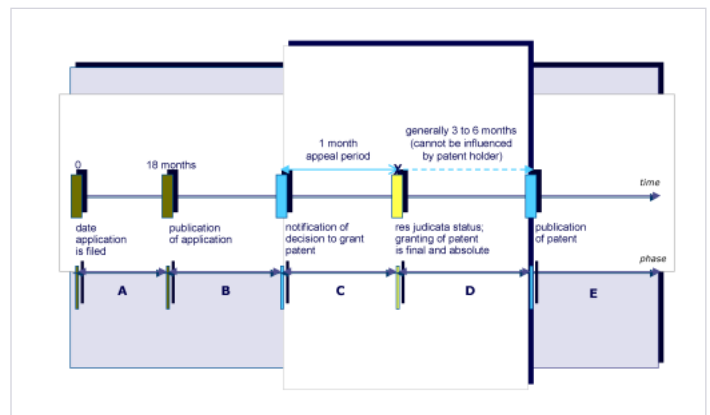 generally 3 to 6 months
(cannot be influenced
by patent holder)
1 month
appeal period
0
18 months
time
date
application
is filed
publication
of application
notification of
decision to grant
patent
res judicata status;
granting of patent
is final and absolute
publication
of patent
phase
A
B
C
D
E